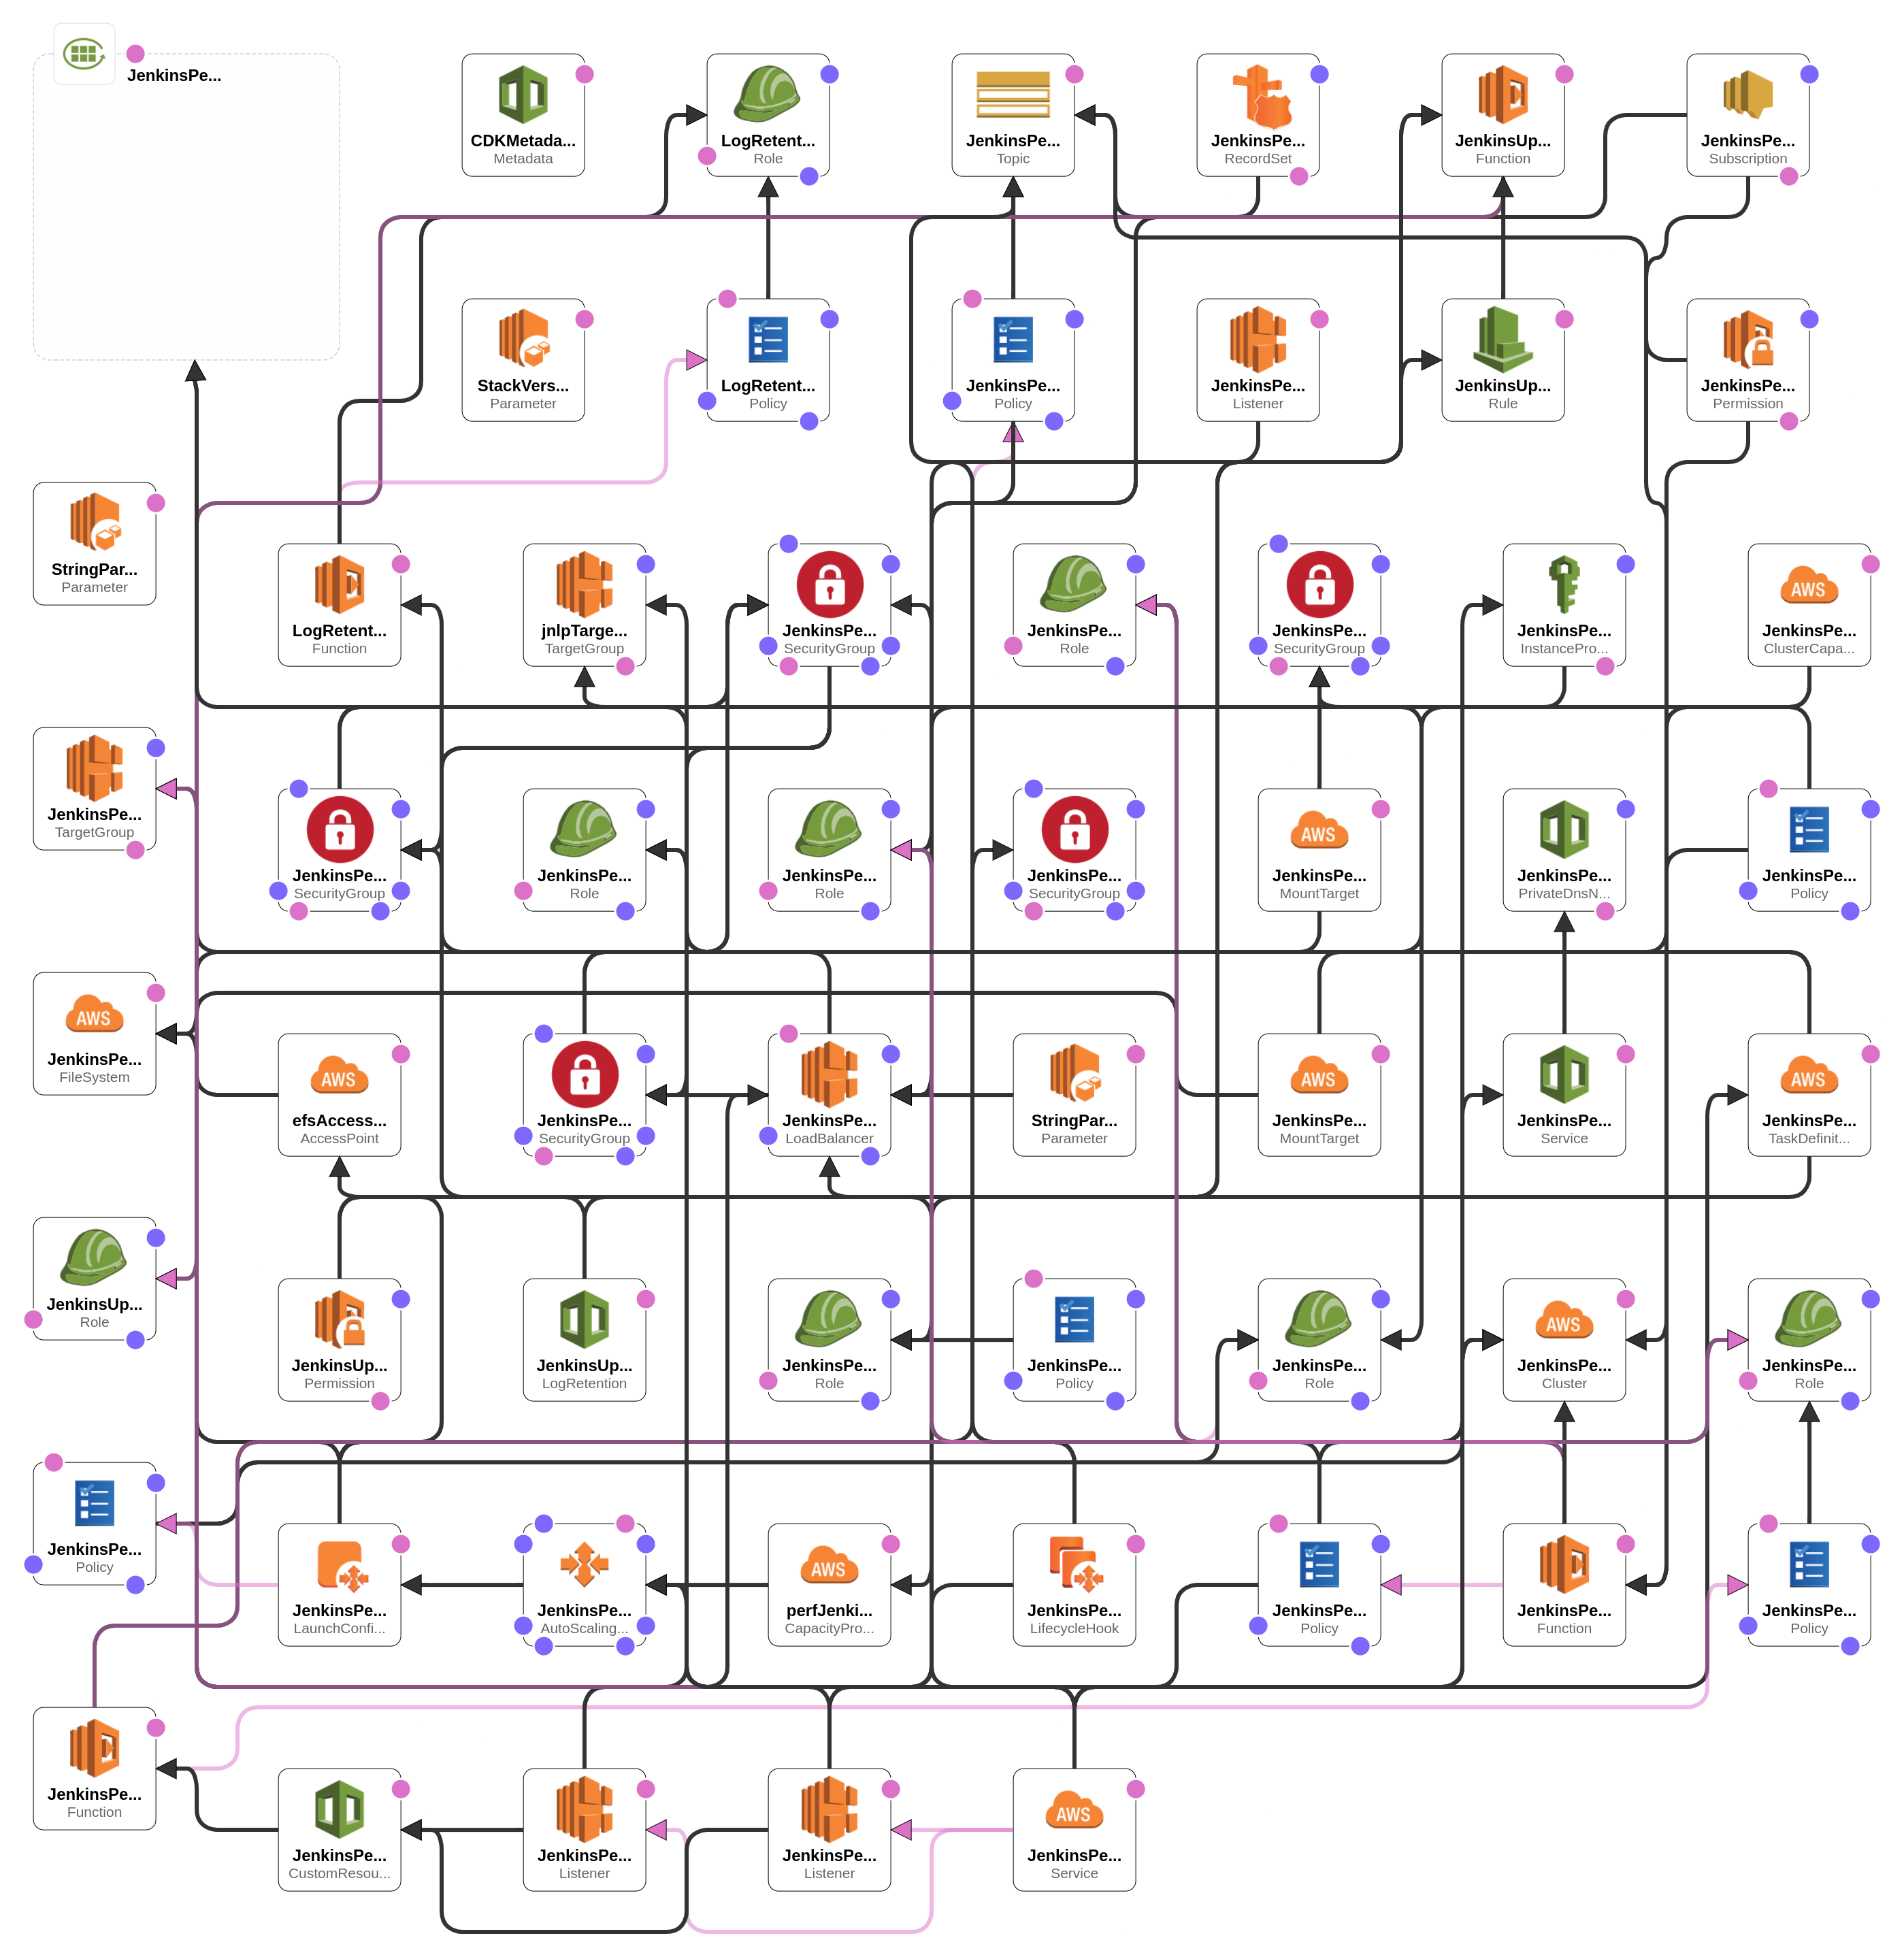 JenkinsPe...
CDKMetada...
Metadata
LogRetent...
Role
JenkinsPe...
Topic
JenkinsPe...
RecordSet
JenkinsUp...
Function
JenkinsPe...
Subscription
StackVers...
Parameter
LogRetent...
Policy
JenkinsPe...
Policy
JenkinsPe...
Listener
JenkinsUp...
Rule
JenkinsPe...
Permission
StringPar...
Parameter
LogRetent...
Function
jnlpTarge...
TargetGroup
JenkinsPe...
SecurityGroup
JenkinsPe...
Role
JenkinsPe...
SecurityGroup
JenkinsPe...
InstancePro...
AWS
JenkinsPe...
ClusterCapa...
JenkinsPe...
TargetGroup
JenkinsPe...
SecurityGroup
JenkinsPe...
Role
JenkinsPe...
Role
JenkinsPe...
SecurityGroup
AWS
JenkinsPe...
MountTarget
JenkinsPe...
PrivateDnsN...
JenkinsPe...
Policy
AWS
JenkinsPe...
FileSystem
AWS
efsAccess...
AccessPoint
JenkinsPe...
SecurityGroup
JenkinsPe...
LoadBalancer
StringPar...
Parameter
AWS
JenkinsPe...
MountTarget
JenkinsPe...
Service
AWS
JenkinsPe...
TaskDefinit...
JenkinsUp...
Role
JenkinsUp...
Permission
JenkinsUp...
LogRetention
JenkinsPe...
Role
JenkinsPe...
Policy
JenkinsPe...
Role
AWS
JenkinsPe...
Cluster
JenkinsPe...
Role
JenkinsPe...
Policy
JenkinsPe...
LaunchConfi...
JenkinsPe...
AutoScaling...
AWS
perfJenki...
CapacityPro...
JenkinsPe...
LifecycleHook
JenkinsPe...
Policy
JenkinsPe...
Function
JenkinsPe...
Policy
JenkinsPe...
Function
JenkinsPe...
CustomResou...
JenkinsPe...
Listener
JenkinsPe...
Listener
AWS
JenkinsPe...
Service